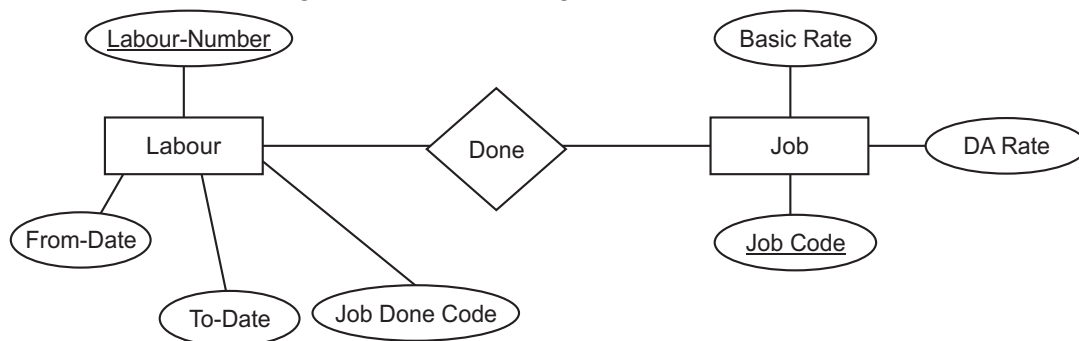 Labour-Number
Basic Rate
Labour
Done
Job
DA Rate
From-Date
Job Code
To-Date
Job Done Code